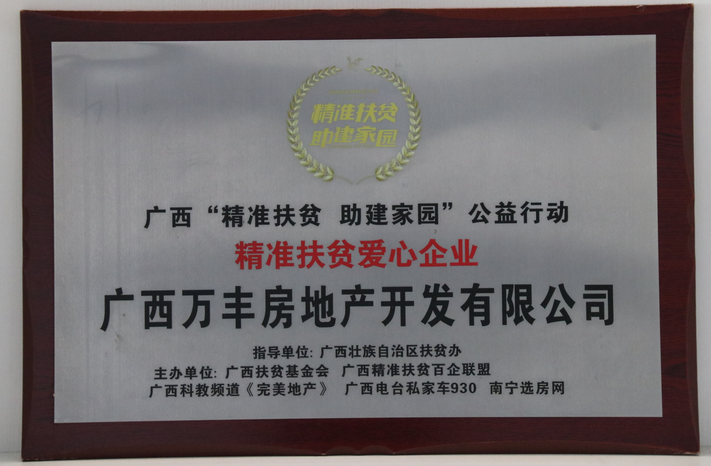 精准扶贫
助建家园
广西“精准扶贫 助建家园”公益行动
精准扶贫爱心企业
广西万丰房地产开发有限公司
指导单位: 广西壮族自治区扶贫办
主办单位: 广西扶贫基金会 广西精准扶贫百企联盟
广西科教频道《完美地产》 广西电台私家车930 南宁选房网